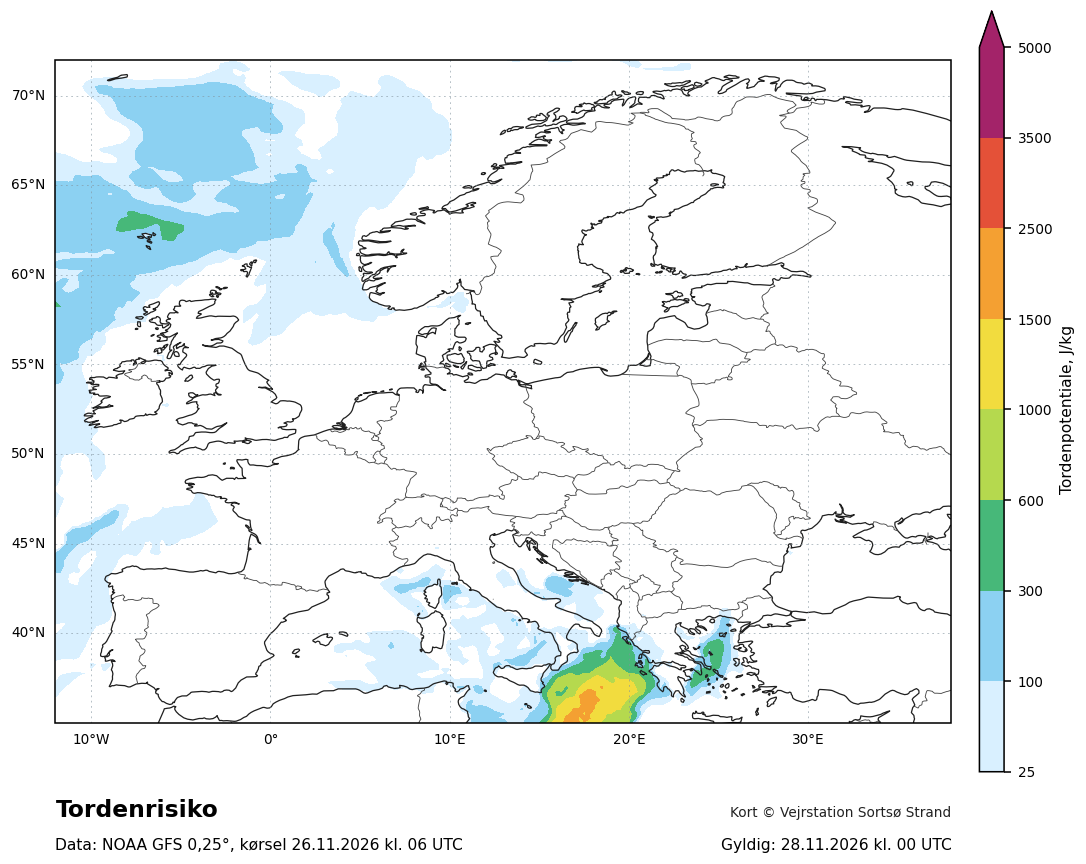 70°N
65°N
60°N
55°N
50°N
45°N
40°N
10°W
0°
10°E
20°E
30°E
5000
3500
2500
1500
1000
600
300
100
25
Tordenpotentiale, J/kg
Tordenrisiko
Kort © Vejrstation Sortsø Strand
Data: NOAA GFS 0,25°, kørsel 26.11.2026 kl. 06 UTC
Gyldig: 28.11.2026 kl. 00 UTC